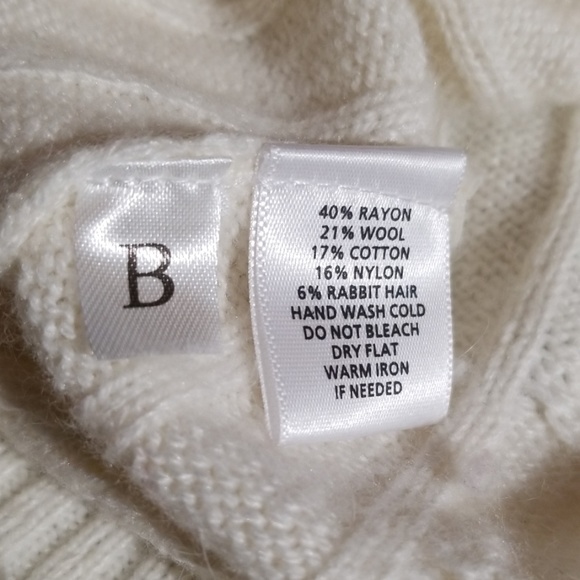 B
40% RAYON
21% WOOL
17% COTTON
16% NYLON
6% RABBIT HAIR
HAND WASH COLD
DO NOT BLEACH
DRY FLAT
WARM IRON
IF NEEDED